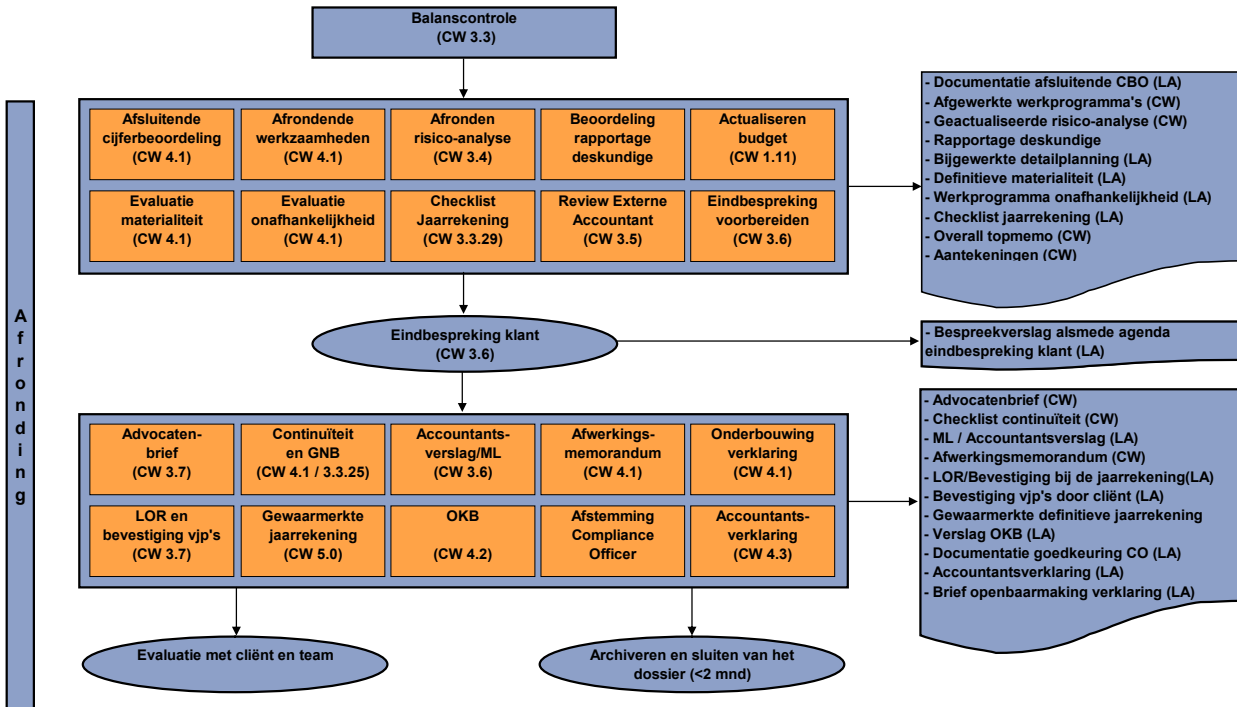 Balanscontrole
(CW 3.3)
Afronding
Afsluitende
cijferbeoordeling
(CW 4.1)
Afrondende
werkzaamheden
(CW 4.1)
Afronden
risico-analyse
(CW 3.4)
Beoordeling
rapportage
deskundige
Actualiseren
budget
(CW 1.11)
Evaluatie
materialiteit
(CW 4.1)
Evaluatie
onafhankelijkheid
(CW 4.1)
Checklist
Jaarrekening
(CW 3.3.29)
Review Externe
Accountant
(CW 3.5)
Eindbespreking
voorbereiden
(CW 3.6)
- Documentatie afsluitende CBO (LA)
- Afgewerkte werkprogramma's (CW)
- Geactualiseerde risico-analyse (CW)
- Rapportage deskundige
- Bijgewerkte detailplanning (LA)
- Definitieve materialiteit (LA)
- Werkprogramma onafhankelijkheid (LA)
- Checklist jaarrekening (LA)
- Overall topmemo (CW)
- Aantekeningen (CW)
Eindbespreking klant
(CW 3.6)
- Bespreekverslag alsmede agenda
eindbespreking klant (LA)
Advocaten-
brief
(CW 3.7)
Continuïteit
en GNB
(CW 4.1 / 3.3.25)
Accountants-
verslag/ML
(CW 3.6)
Afwerkings-
memorandum
(CW 4.1)
Onderbouwing
verklaring
(CW 4.1)
LOR en
bevestiging vjp's
(CW 3.7)
Gewaarmerkte
jaarrekening
(CW 5.0)
OKB
(CW 4.2)
Afstemming
Compliance
Officer
Accountants-
verklaring
(CW 4.3)
- Advocatenbrief (CW)
- Checklist continuïteit (CW)
- ML / Accountantsverslag (LA)
- Afwerkingsmemorandum (CW)
- LOR/Bevestiging bij de jaarrekening(LA)
- Bevestiging vjp's door cliënt (LA)
- Gewaarmerkte definitieve jaarrekening
- Verslag OKB (LA)
- Documentatie goedkeuring CO (LA)
- Accountantsverklaring (LA)
- Brief openbaarmaking verklaring (LA)
Evaluatie met cliënt en team
Archiveren en sluiten van het
dossier (<2 mnd)